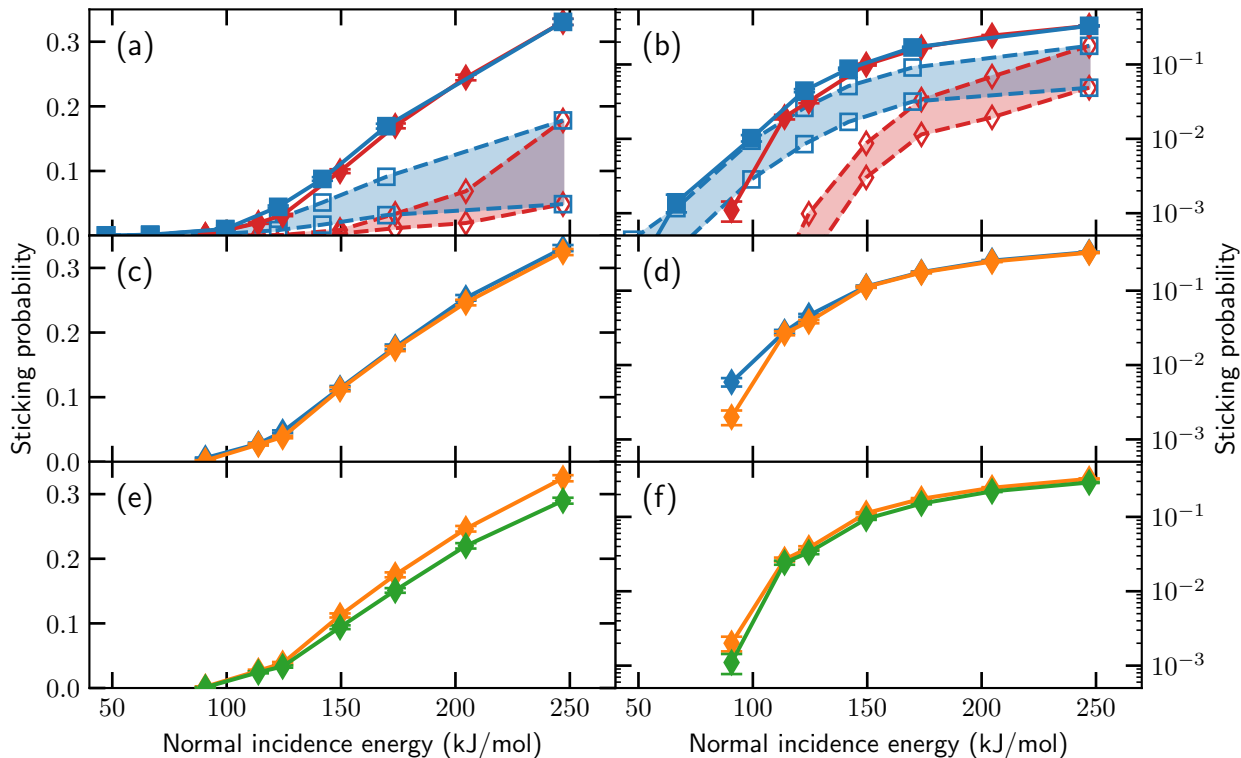 (a)
(b)
0.3
0.2
0.1
0.0
10⁻¹
10⁻²
10⁻³
(c)
(d)
0.3
0.2
0.1
0.0
10⁻¹
10⁻²
10⁻³
Sticking probability
Sticking probability
(e)
(f)
0.3
0.2
0.1
0.0
10⁻¹
10⁻²
10⁻³
50 100 150 200 250
50 100 150 200 250
Normal incidence energy (kJ/mol)
Normal incidence energy (kJ/mol)